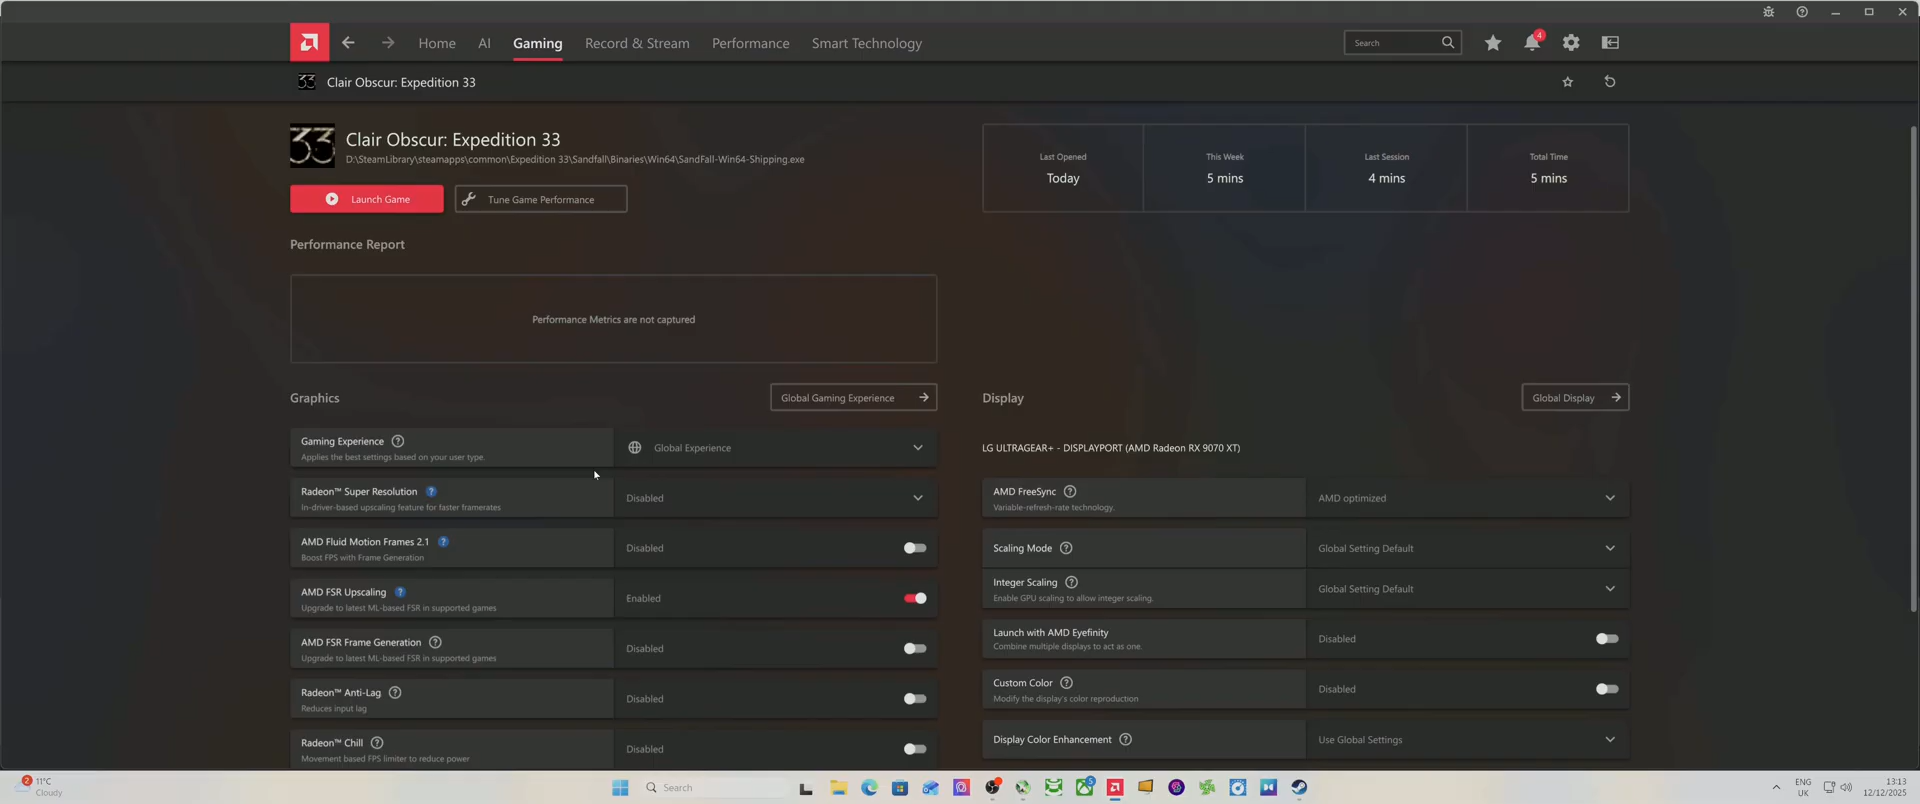 Home AI Gaming Record & Stream Performance Smart Technology Search 4
33 Clair Obscur: Expedition 33
33
Clair Obscur: Expedition 33
D:\SteamLibrary\steamapps\common\Expedition 33\Sandfall\Binaries\Win64\SandFall-Win64-Shipping.exe
Launch Game Tune Game Performance
Last Opened This Week Last Session Total Time
Today 5 mins 4 mins 5 mins
Performance Report
Performance Metrics are not captured
Graphics Global Gaming Experience
Gaming Experience ? Global Experience
Applies the best settings based on your user type.
Radeon™ Super Resolution ? Disabled
In-driver-based upscaling feature for faster framerates
AMD Fluid Motion Frames 2.1 ? Disabled
Boost FPS with Frame Generation
AMD FSR Upscaling ? Enabled
Upgrade to latest ML-based FSR in supported games
AMD FSR Frame Generation ? Disabled
Upgrade to latest ML-based FSR in supported games
Radeon™ Anti-Lag ? Disabled
Reduces input lag
Radeon™ Chill ? Disabled
Movement based FPS limiter to reduce power
Display Global Display
LG ULTRAGEAR+ - DISPLAYPORT (AMD Radeon RX 9070 XT)
AMD FreeSync ? AMD optimized
Variable-refresh-rate technology.
Scaling Mode ? Global Setting Default
Integer Scaling ? Global Setting Default
Enable GPU scaling to allow integer scaling.
Launch with AMD Eyefinity Disabled
Combine multiple displays to act as one.
Custom Color ? Disabled
Modify the display's color reproduction
Display Color Enhancement ? Use Global Settings
2 11°C
Cloudy
Search
ENG
UK
13:13
12/12/2025